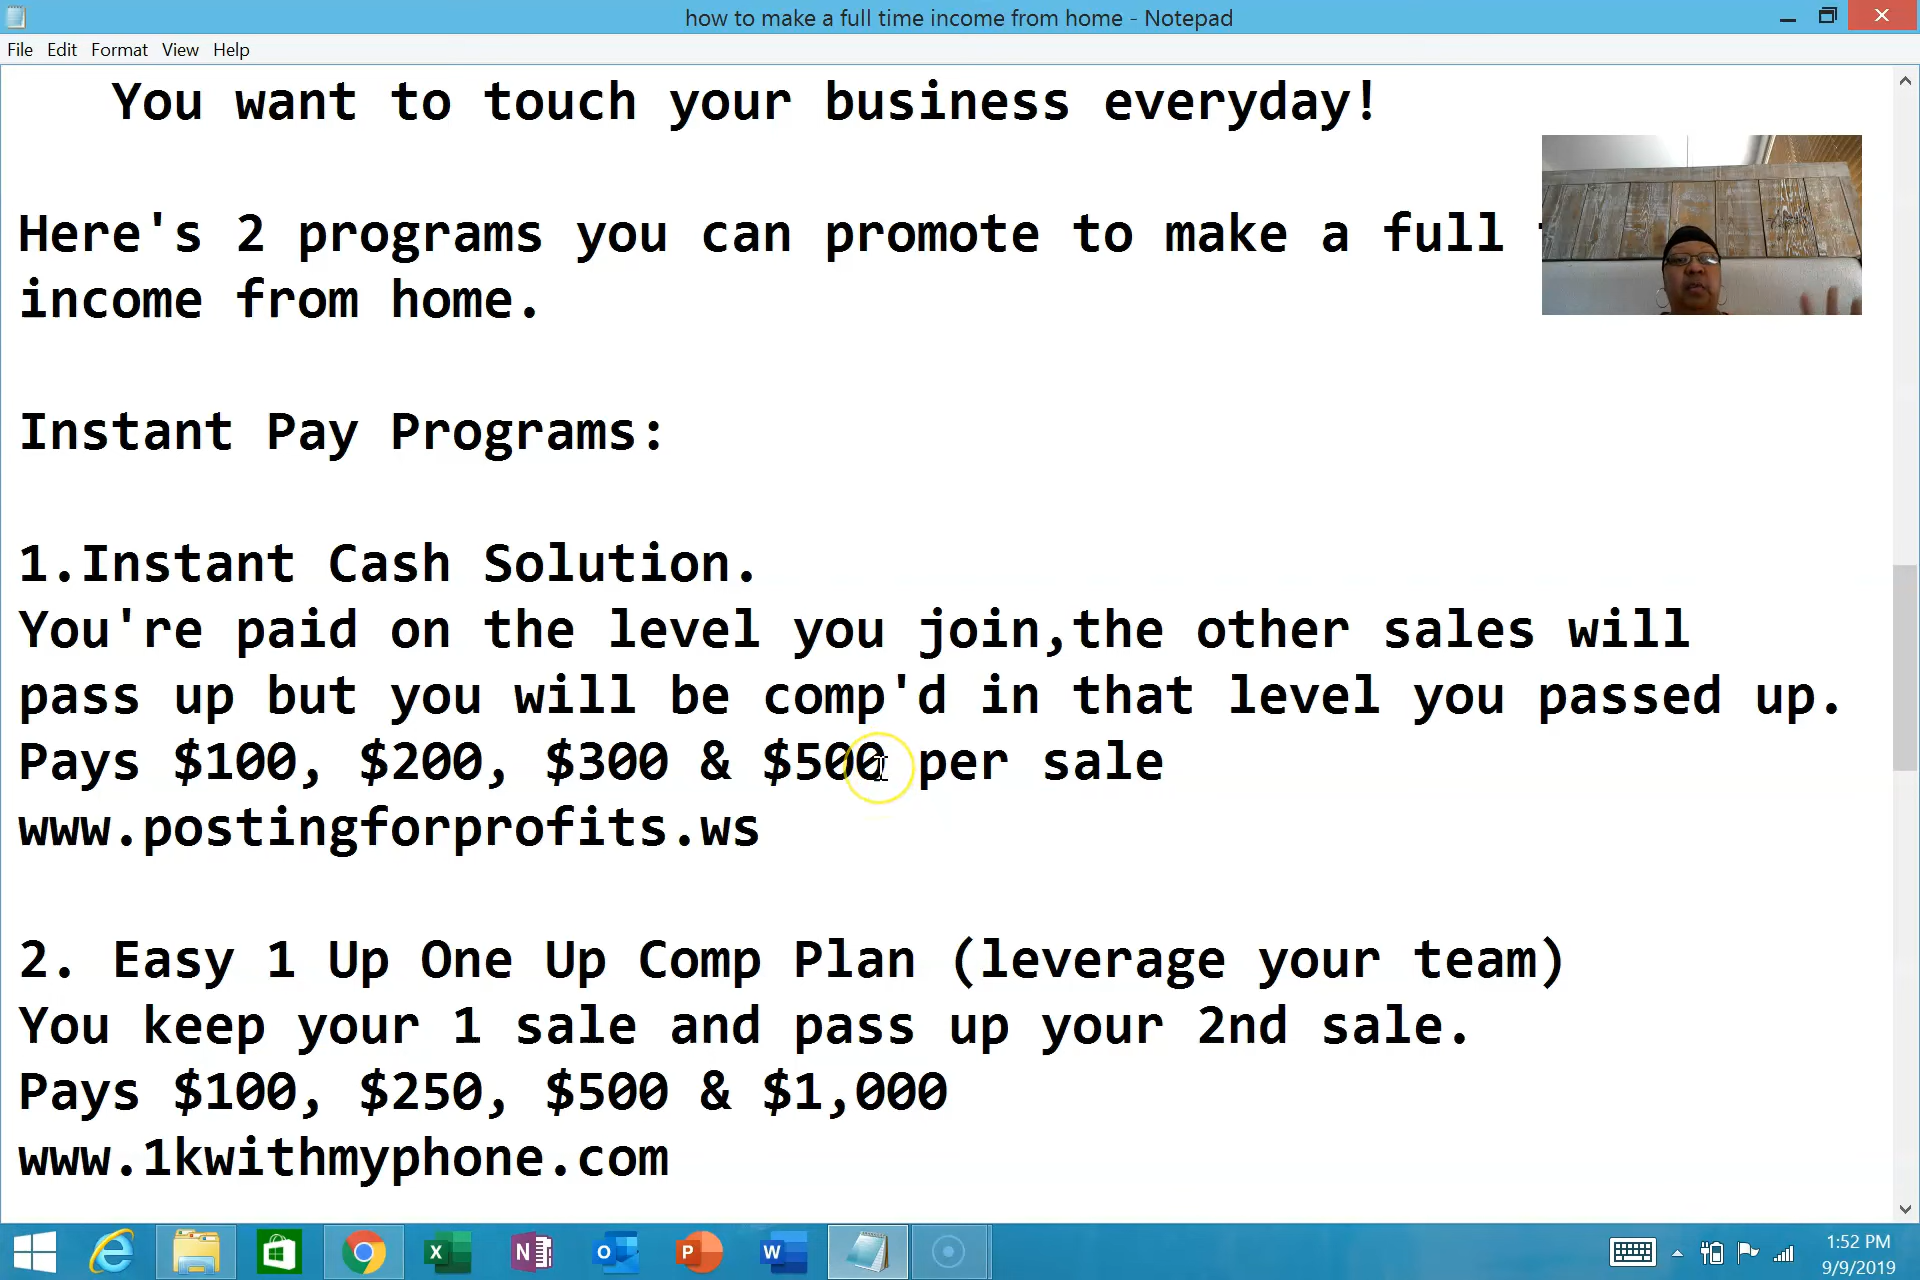 how to make a full time income from home - Notepad
File Edit Format View Help
You want to touch your business everyday!
Here's 2 programs you can promote to make a full
income from home.
Instant Pay Programs:
1.Instant Cash Solution.
You're paid on the level you join,the other sales will
pass up but you will be comp'd in that level you passed up.
Pays $100, $200, $300 & $500 per sale
www.postingforprofits.ws
2. Easy 1 Up One Up Comp Plan (leverage your team)
You keep your 1 sale and pass up your 2nd sale.
Pays $100, $250, $500 & $1,000
www.1kwithmyphone.com
1:52 PM
9/9/2019